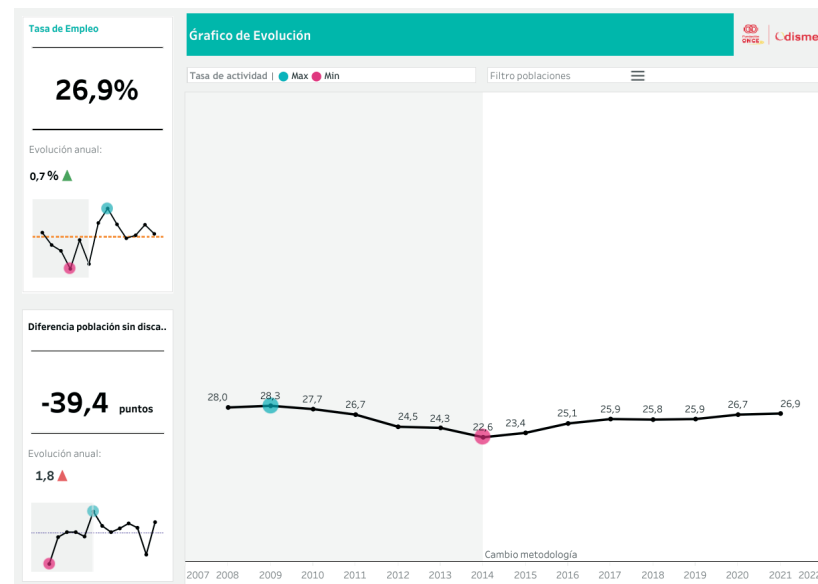 Tasa de Empleo
26,9%
Evolución anual:
0,7 %
Diferencia población sin disca..
-39,4 puntos
Evolución anual:
1,8
Ǵrafico de Evolución
ONCE
Odisme
Tasa de actividad | Max Min
Filtro poblaciones
28,0 28,3 27,7 26,7 24,5 24,3 22,6 23,4 25,1 25,9 25,8 25,9 26,7 26,9
Cambio metodología
2007 2008 2009 2010 2011 2012 2013 2014 2015 2016 2017 2018 2019 2020 2021 2022